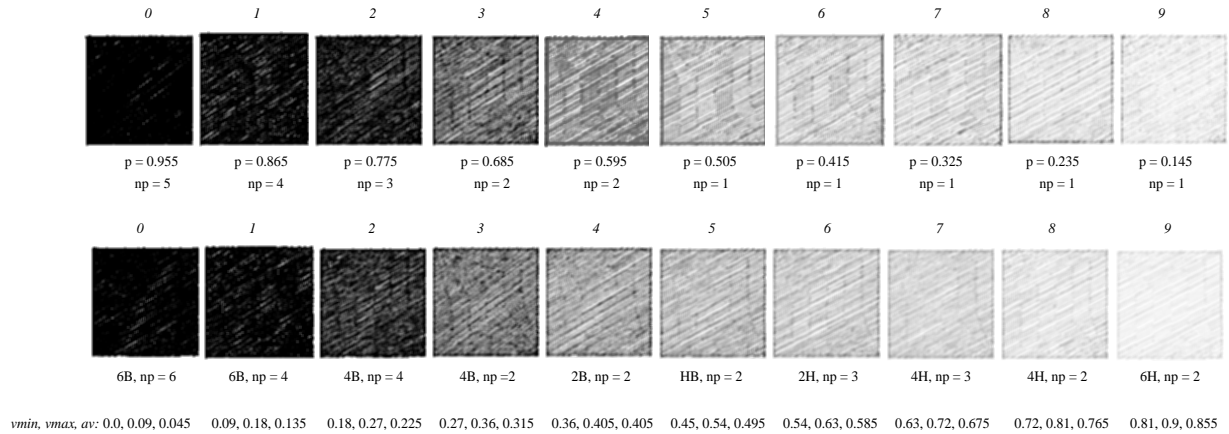 0 1 2 3 4 5 6 7 8 9
p = 0.955 p = 0.865 p = 0.775 p = 0.685 p = 0.595 p = 0.505 p = 0.415 p = 0.325 p = 0.235 p = 0.145
np = 5 np = 4 np = 3 np = 2 np = 2 np = 1 np = 1 np = 1 np = 1 np = 1
0 1 2 3 4 5 6 7 8 9
6B, np = 6 6B, np = 4 4B, np = 4 4B, np =2 2B, np = 2 HB, np = 2 2H, np = 3 4H, np = 3 4H, np = 2 6H, np = 2
vmin, vmax, av: 0.0, 0.09, 0.045 0.09, 0.18, 0.135 0.18, 0.27, 0.225 0.27, 0.36, 0.315 0.36, 0.405, 0.405 0.45, 0.54, 0.495 0.54, 0.63, 0.585 0.63, 0.72, 0.675 0.72, 0.81, 0.765 0.81, 0.9, 0.855